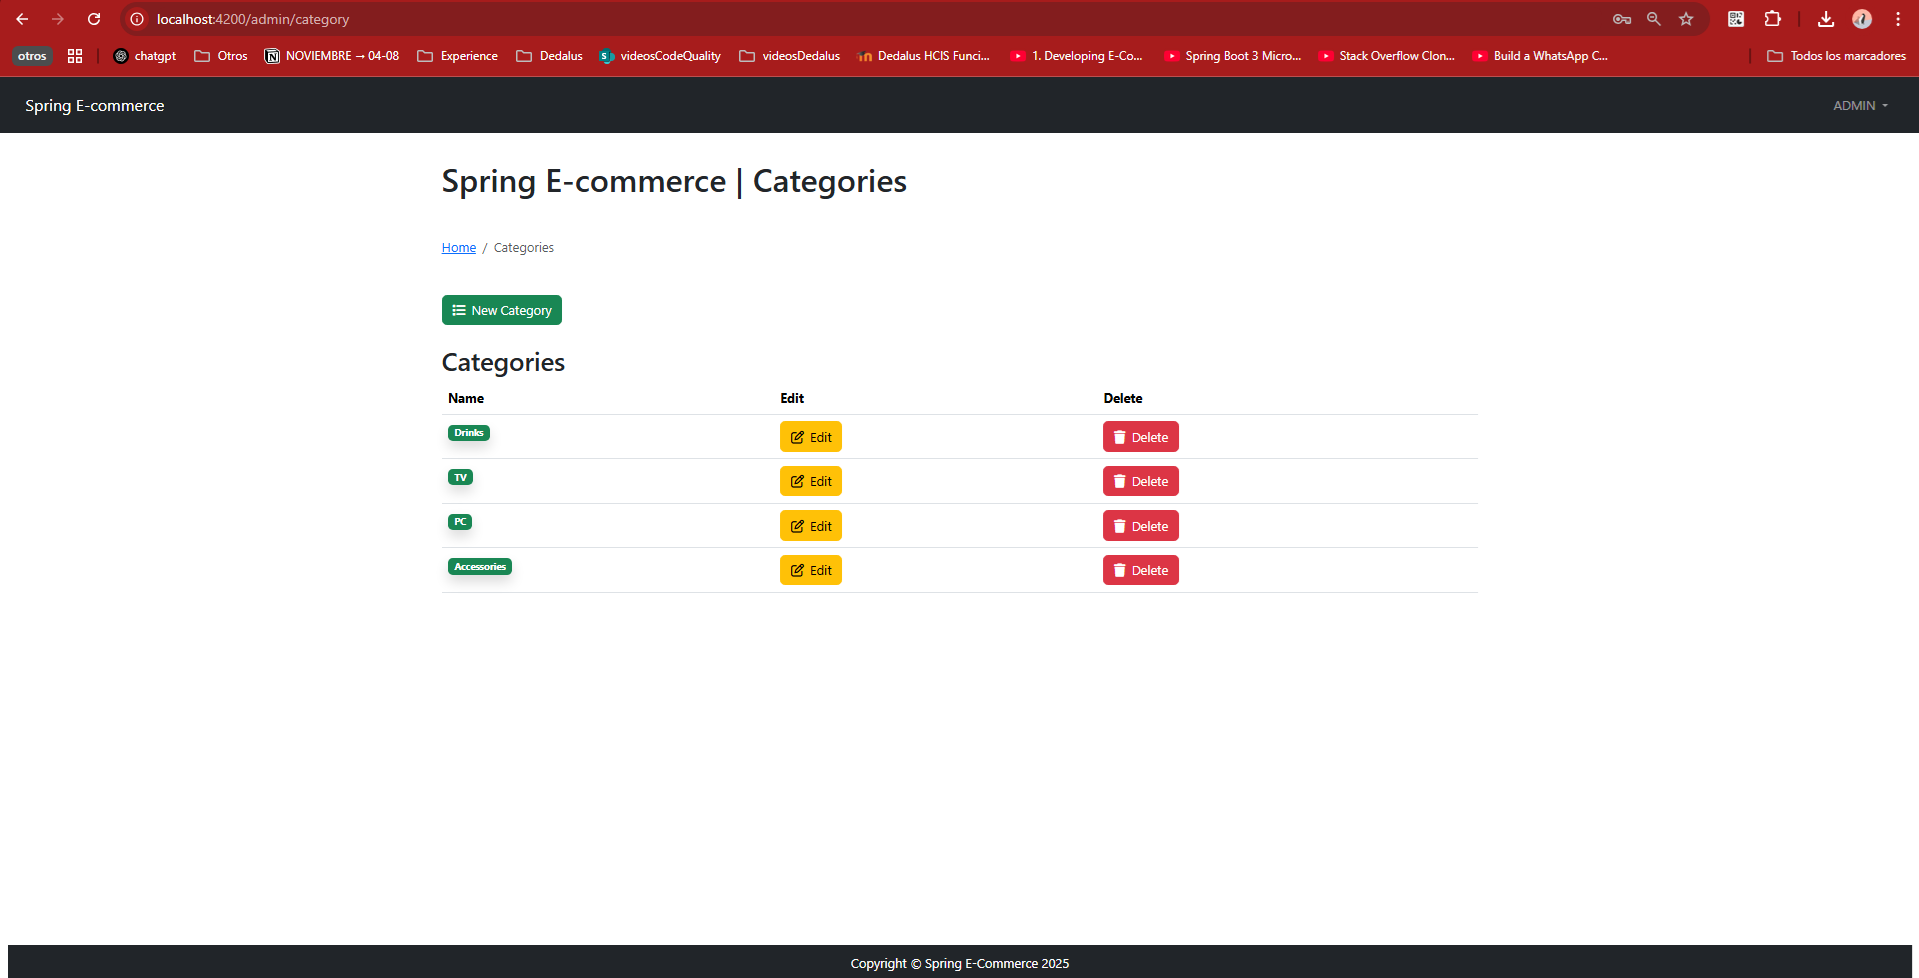 localhost:4200/admin/category
otros chatgpt Otros NOVIEMBRE → 04-08 Experience Dedalus videosCodeQuality videosDedalus Dedalus HCIS Funci... 1. Developing E-Co... Spring Boot 3 Micro... Stack Overflow Clon... Build a WhatsApp C... Todos los marcadores
Spring E-commerce ADMIN
Spring E-commerce | Categories
Home / Categories
New Category
Categories
Name Edit Delete
Drinks Edit Delete
TV Edit Delete
PC Edit Delete
Accessories Edit Delete
Copyright © Spring E-Commerce 2025